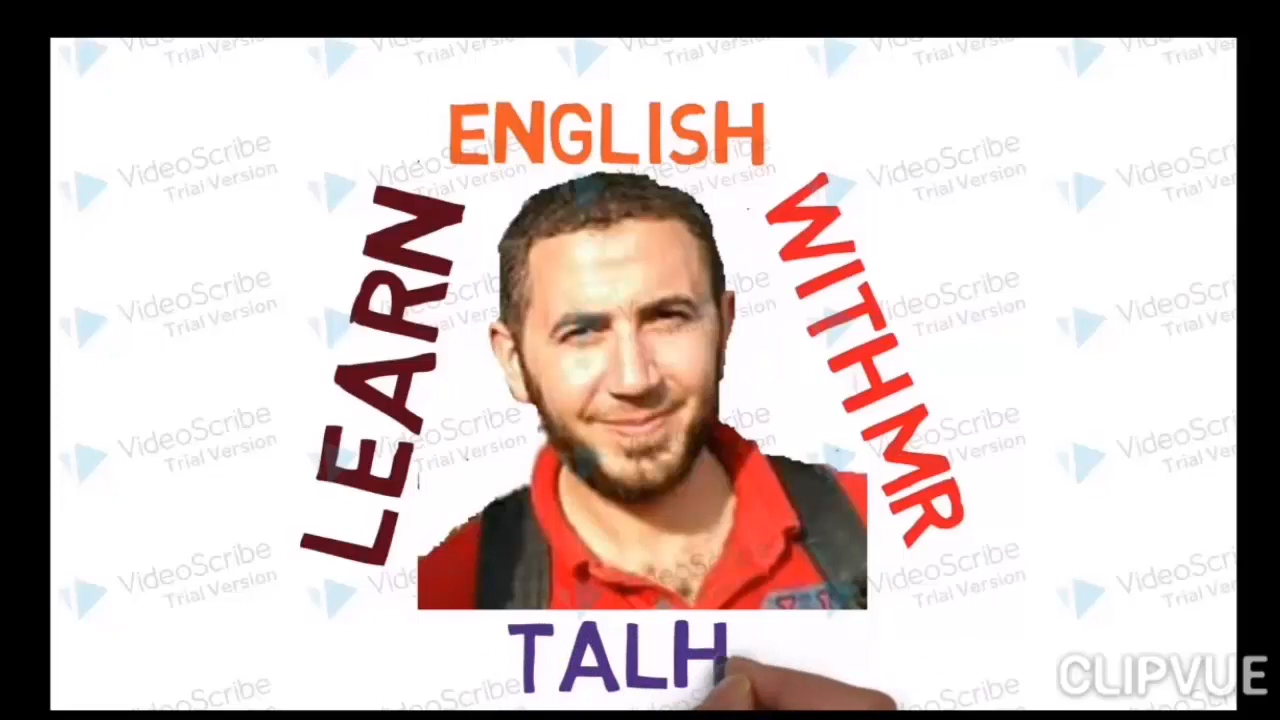 LEARN
ENGLISH
WITHMR
TALH
VideoScribe
Trial Version
CLIPVUE